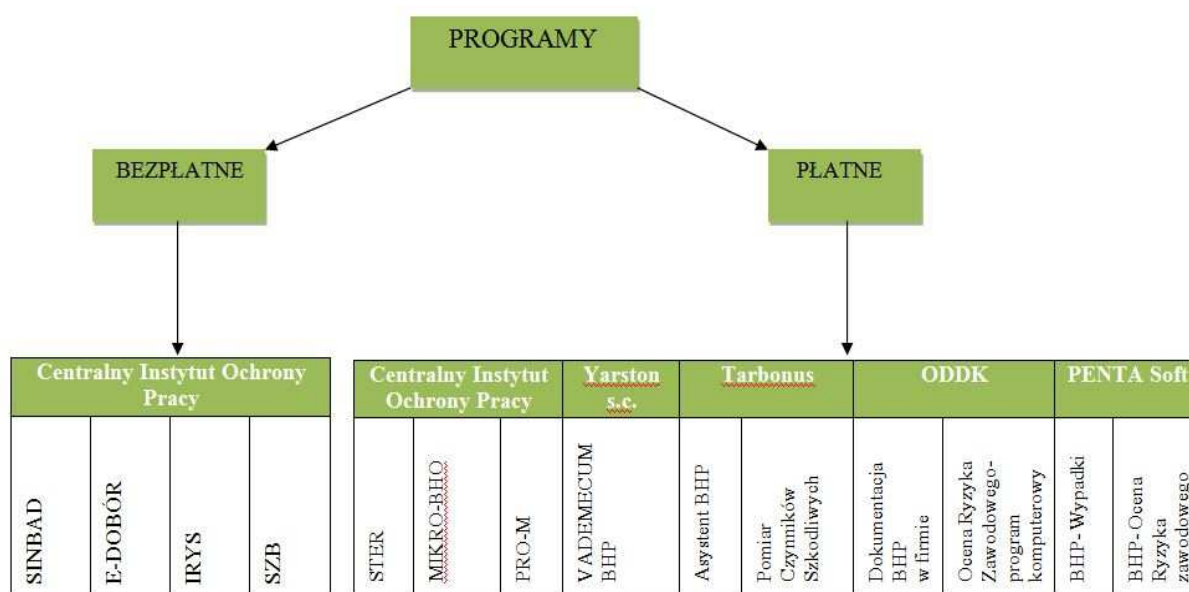 PROGRAMY
BEZPŁATNE
PŁATNE
Centralny Instytut Ochrony
Pracy
SINBAD
E-DOBÓR
IRYS
SZB
Centralny Instytut
Ochrony Pracy
STER
MIKRO-BHO
PRO-M
Yarston
s.c.
VADEMECUM
BHP
Tarbonus
Asystent BHP
Pomiar
Czynników
Szkodliwych
ODDK
Dokumentacja
BHP
w firmie
Ocena Ryzyka
Zawodowego-
program
komputerowy
PENTA Soft
BHP- Wypadki
BHP- Ocena
Ryzyka
zawodowego